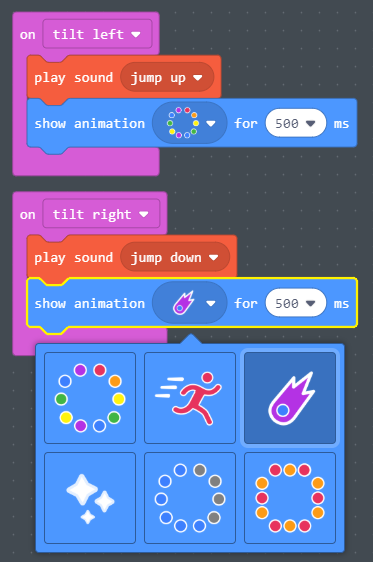 on tilt left
play sound jump up
show animation for 500 ms
on tilt right
play sound jump down
show animation for 500 ms